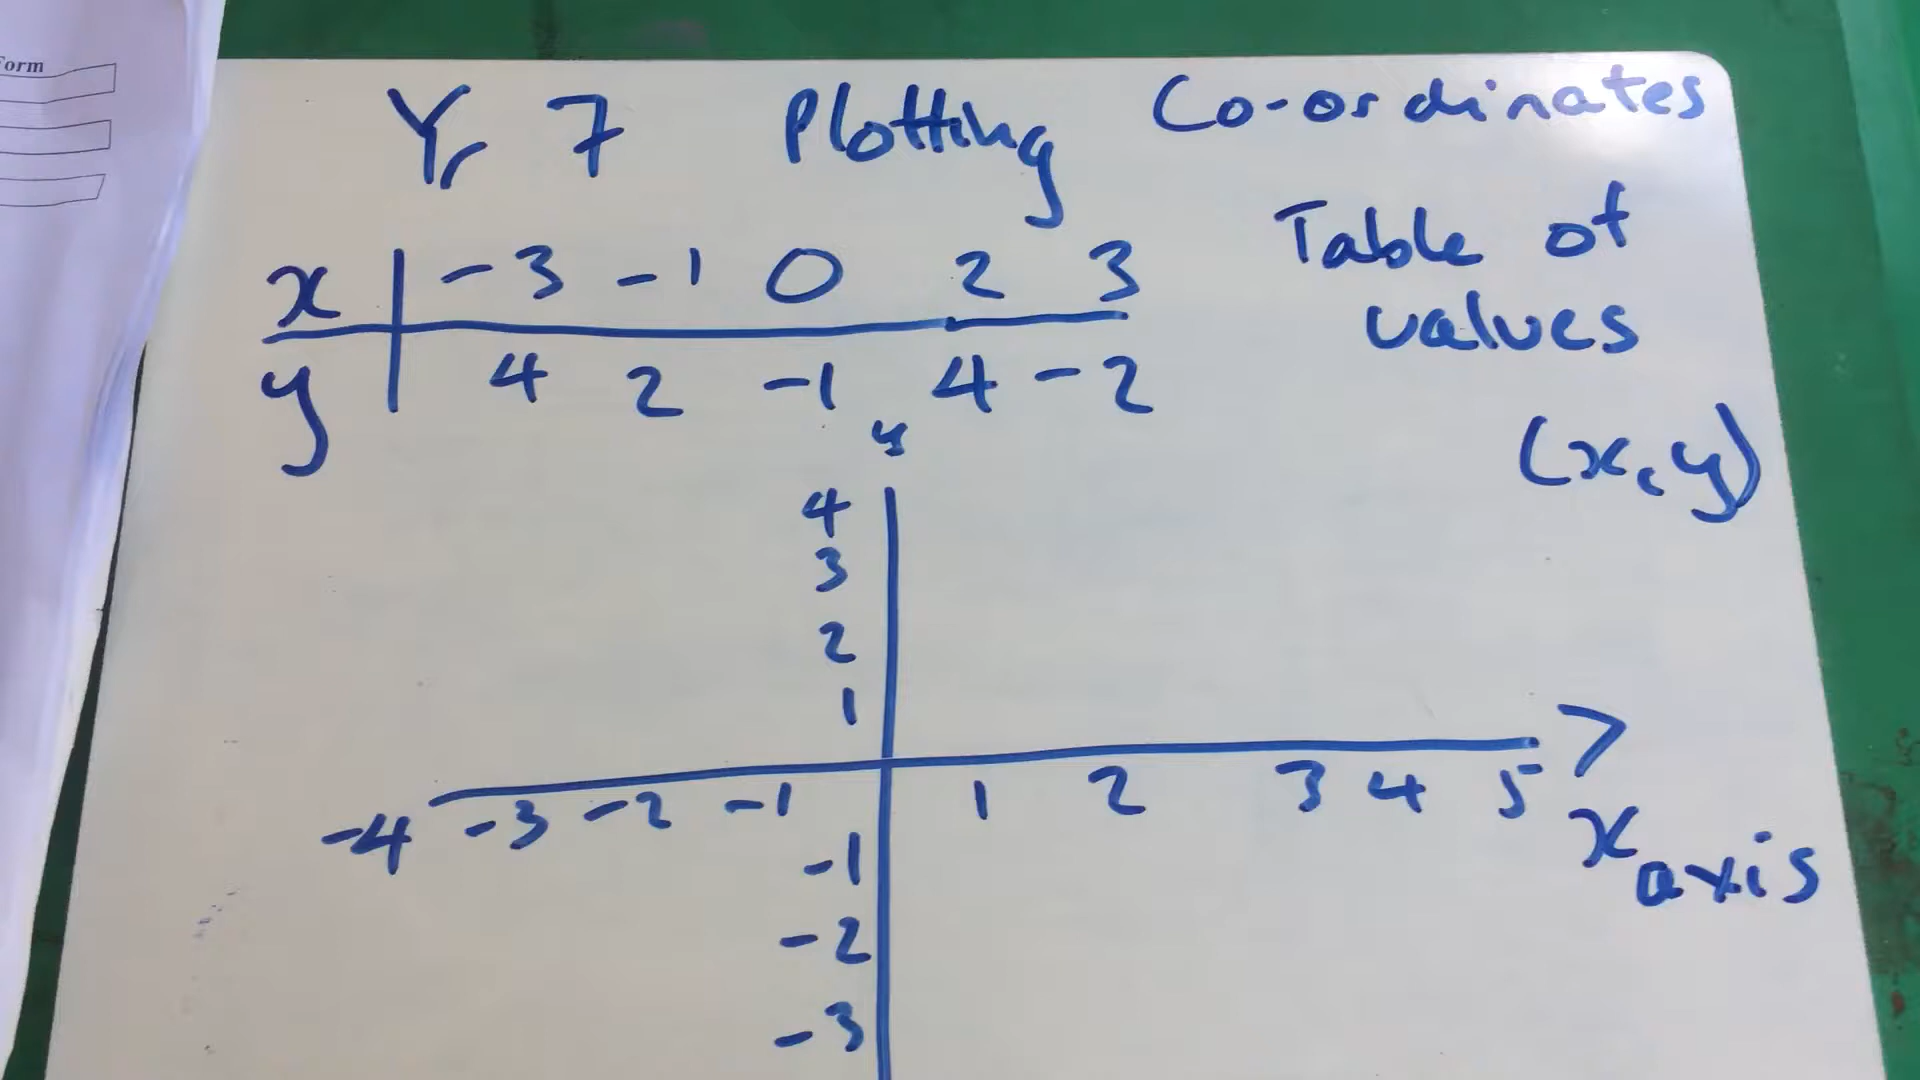 Form
Yr 7 Plotting Co-ordinates
Table of
values
x -3 -1 0 2 3
y 4 2 -1 4 -2
(x,y)
y
4
3
2
1
-4 -3 -2 -1 1 2 3 4 5
x axis
-1
-2
-3